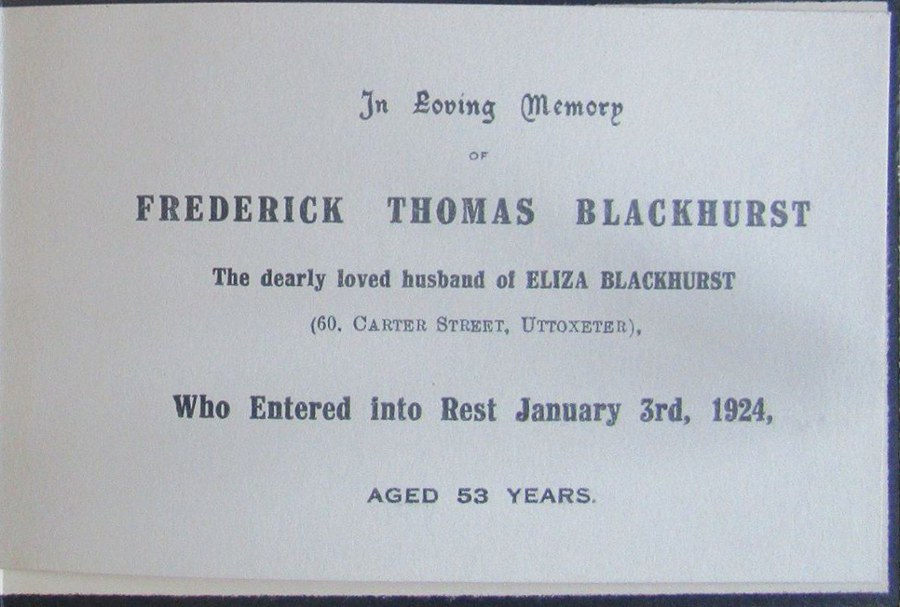 In Loving Memory
OF
FREDERICK THOMAS BLACKHURST
The dearly loved husband of ELIZA BLACKHURST
(60, CARTER STREET, UTTOXETER),
Who Entered into Rest January 3rd, 1924,
AGED 53 YEARS.